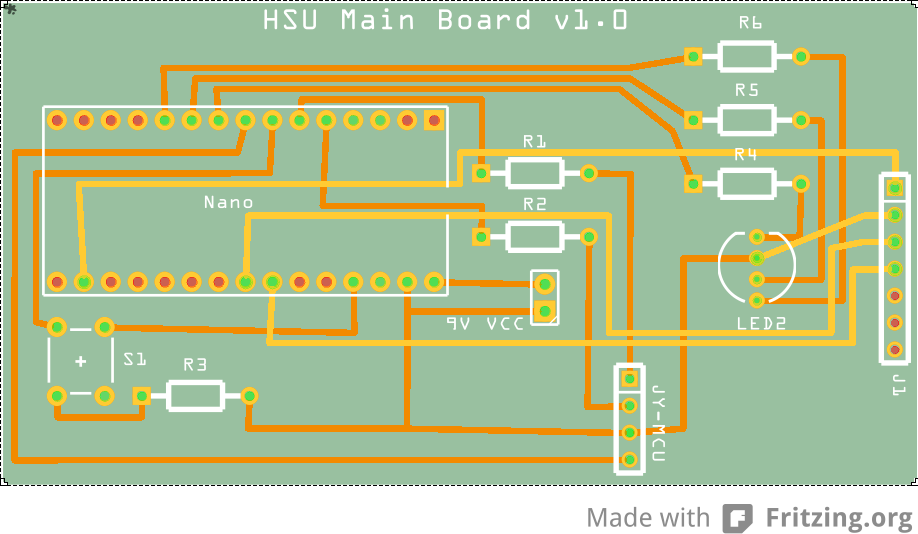 HSU Main Board v1.0
R6
R5
R1
R4
Nano
R2
9V VCC
LED2
S1
+
R3
J1
JY-MCU
Made with Fritzing.org